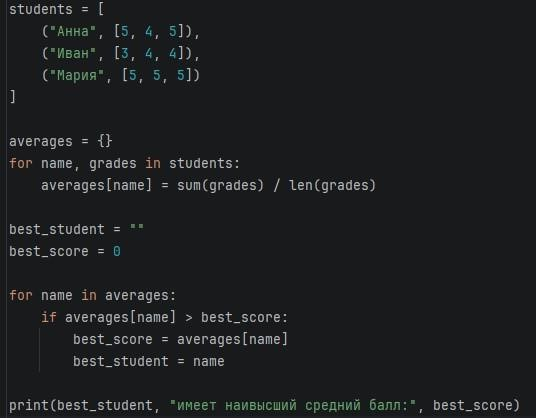 students = [
    ("Анна", [5, 4, 5]),
    ("Иван", [3, 4, 4]),
    ("Мария", [5, 5, 5])
]

averages = {}
for name, grades in students:
    averages[name] = sum(grades) / len(grades)

best_student = ""
best_score = 0

for name in averages:
    if averages[name] > best_score:
        best_score = averages[name]
        best_student = name

print(best_student, "имеет наивысший средний балл:", best_score)